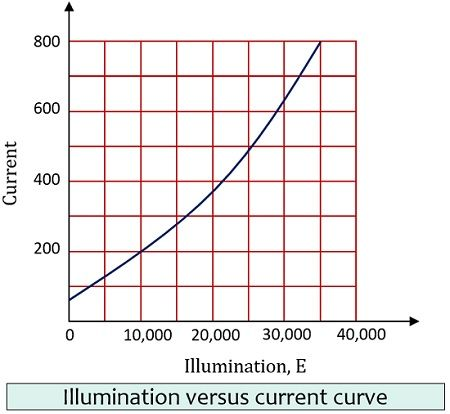 800
600
400
200
Current
0 10,000 20,000 30,000 40,000
Illumination, E
Illumination versus current curve